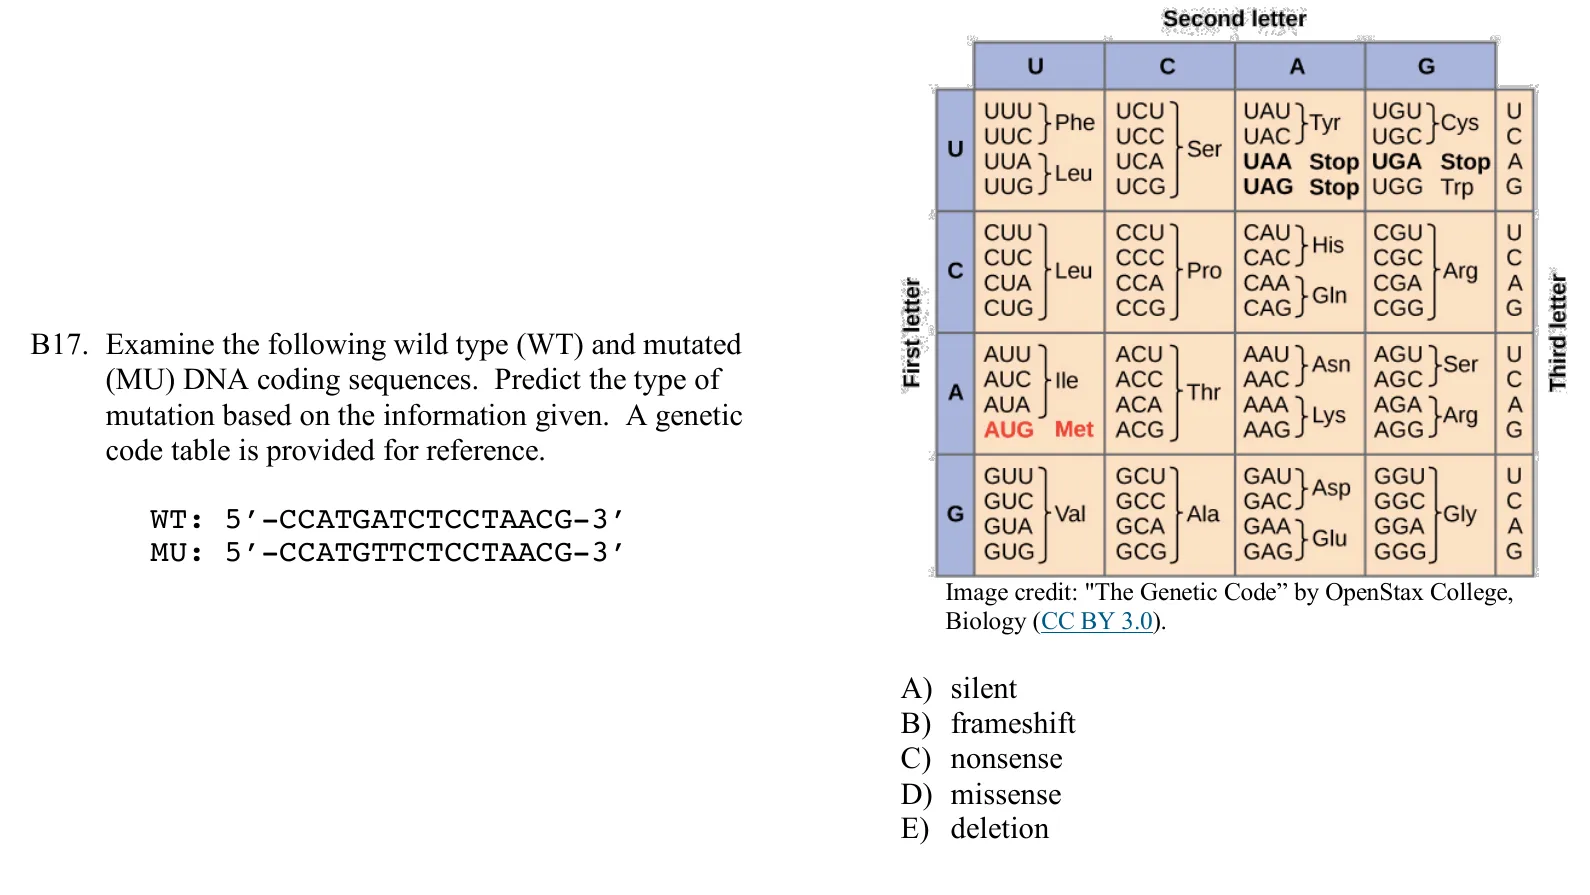 B17. Examine the following wild type (WT) and mutated
(MU) DNA coding sequences. Predict the type of
mutation based on the information given. A genetic
code table is provided for reference.
WT: 5′-CCATGATCTCCTAACG-3′
MU: 5′-CCATGTTCTCCTAACG-3′
Second letter
U C A G
First letter
Third letter
U
UUU
UUC
Phe
UUA
UUG
Leu
UCU
UCC
UCA
UCG
Ser
UAU
UAC
Tyr
UAA Stop
UAG Stop
UGU
UGC
Cys
UGA Stop
UGG Trp
U
C
A
G
C
CUU
CUC
CUA
CUG
Leu
CCU
CCC
CCA
CCG
Pro
CAU
CAC
His
CAA
CAG
Gln
CGU
CGC
CGA
CGG
Arg
U
C
A
G
A
AUU
AUC
AUA
Ile
AUG Met
ACU
ACC
ACA
ACG
Thr
AAU
AAC
Asn
AAA
AAG
Lys
AGU
AGC
Ser
AGA
AGG
Arg
U
C
A
G
G
GUU
GUC
GUA
GUG
Val
GCU
GCC
GCA
GCG
Ala
GAU
GAC
Asp
GAA
GAG
Glu
GGU
GGC
GGA
GGG
Gly
U
C
A
G
Image credit: "The Genetic Code” by OpenStax College,
Biology (CC BY 3.0).
A) silent
B) frameshift
C) nonsense
D) missense
E) deletion